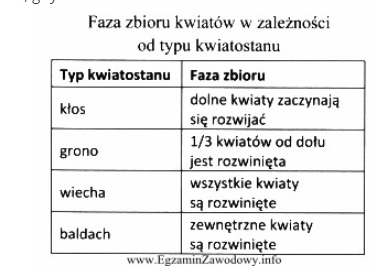 Faza zbioru kwiatów w zależności
od typu kwiatostanu
Typ kwiatostanu Faza zbioru
kłos dolne kwiaty zaczynają
się rozwijać
grono 1/3 kwiatów od dołu
jest rozwinięta
wiecha wszystkie kwiaty
są rozwinięte
baldach zewnętrzne kwiaty
są rozwinięte
www.EgzaminZawodowy.info